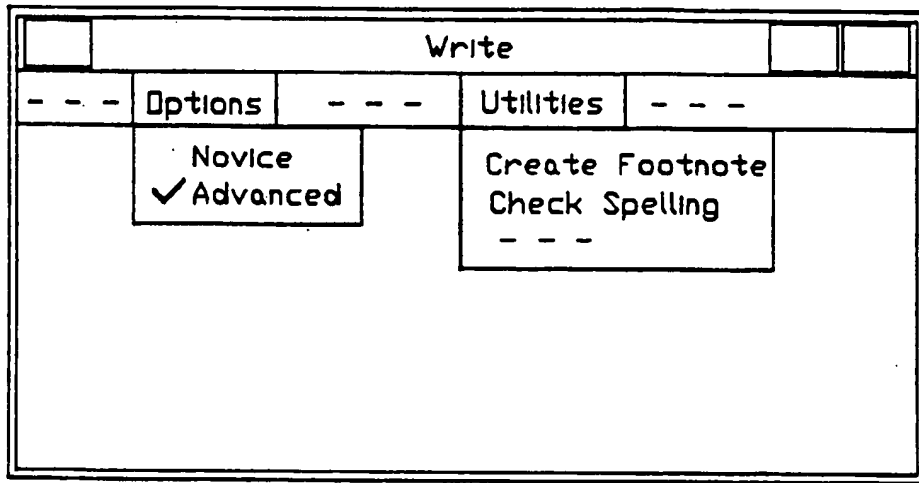 Write
- - - Options - - - Utilities - - -
Novice
✓ Advanced
Create Footnote
Check Spelling
- - -